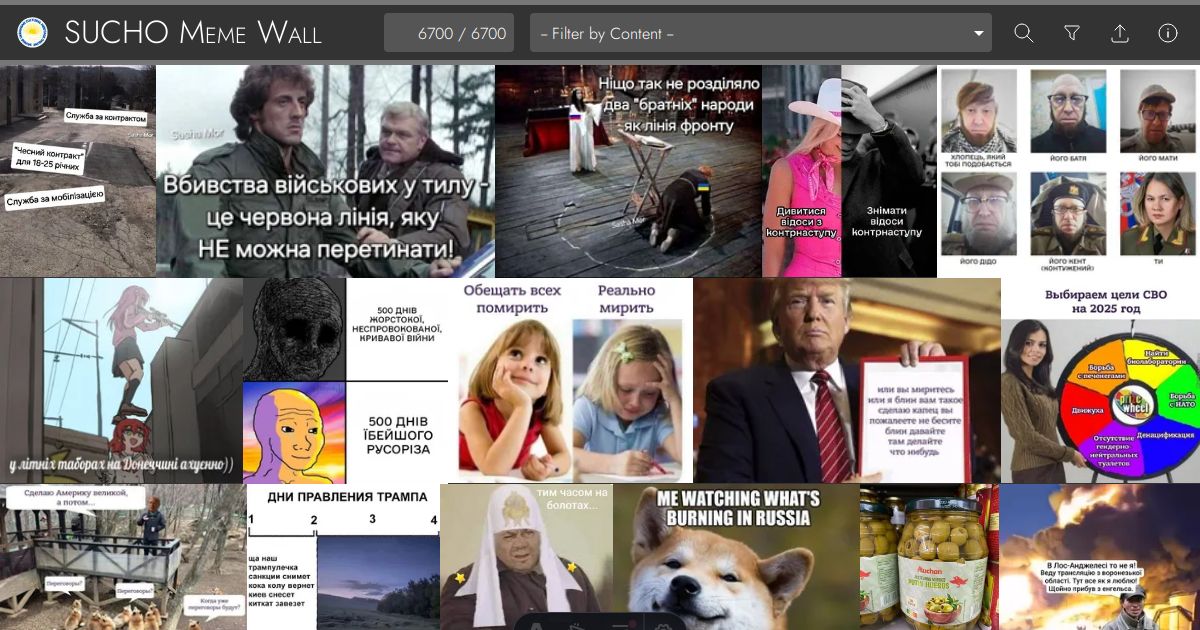 SUCHO MEME WALL
6700 / 6700
– Filter by Content –
Служба за контрактом
Sasha Mor
"Чесний контракт"
для 18-25 річних
Служба за мобілізацією
Sasha Mor
Вбивства військових у тилу -
це червона лінія, яку
НЕ можна перетинати!
Ніщо так не розділяло
два "братніх" народи
як лінія фронту
Sasha Mor
Дивитися
відоси з
контрнаступу
Знімати
відоси
контрнаступу
ХЛОПЕЦЬ, ЯКИЙ
ТОБІ ПОДОБАЄТЬСЯ
ЙОГО БАТЯ
ЙОГО МАТИ
ЙОГО ДІДО
ЙОГО КЕНТ
(КОНТУЖЕНИЙ)
ТИ
у літніх таборах на Донеччині ахуенно))
500 ДНІВ
ЖОРСТОКОЇ,
НЕСПРОВОКОВАНОЇ,
КРИВАВОЇ ВІЙНИ
500 ДНІВ
ЇБЕЙШОГО
РУСОРІЗА
Обещать всех
помирить
Реально
мирить
или вы миритесь
или я блин вам такое
сделаю капец вы
пожалеете не бесите
блин давайте
там делайте
что нибудь
Выбираем цели СВО
на 2025 год
Найти
биолаборатории
Борьба
с печенегами
Борьба
с НАТО
Движуха
price
wheel
Денацификация
Отсутствие
гендерно
нейтральных
туалетов
Сделаю Америку великой,
а потом...
Переговоры?
Переговоры?
Когда уже
переговоры будут?
ДНИ ПРАВЛЕНИЯ ТРАМПА
1 2 3 4
ща наш
трампулечка
санкции снимет
кока колу вернет
киев снесет
киткат завезет
тим часом на
болотах...
ME WATCHING WHAT'S
BURNING IN RUSSIA
Auchan
В Лос-Анджелесі то не я!
Веду трансляцію з воронезької
області. Тут все як я люблю!
Щойно прибув з енгельса.